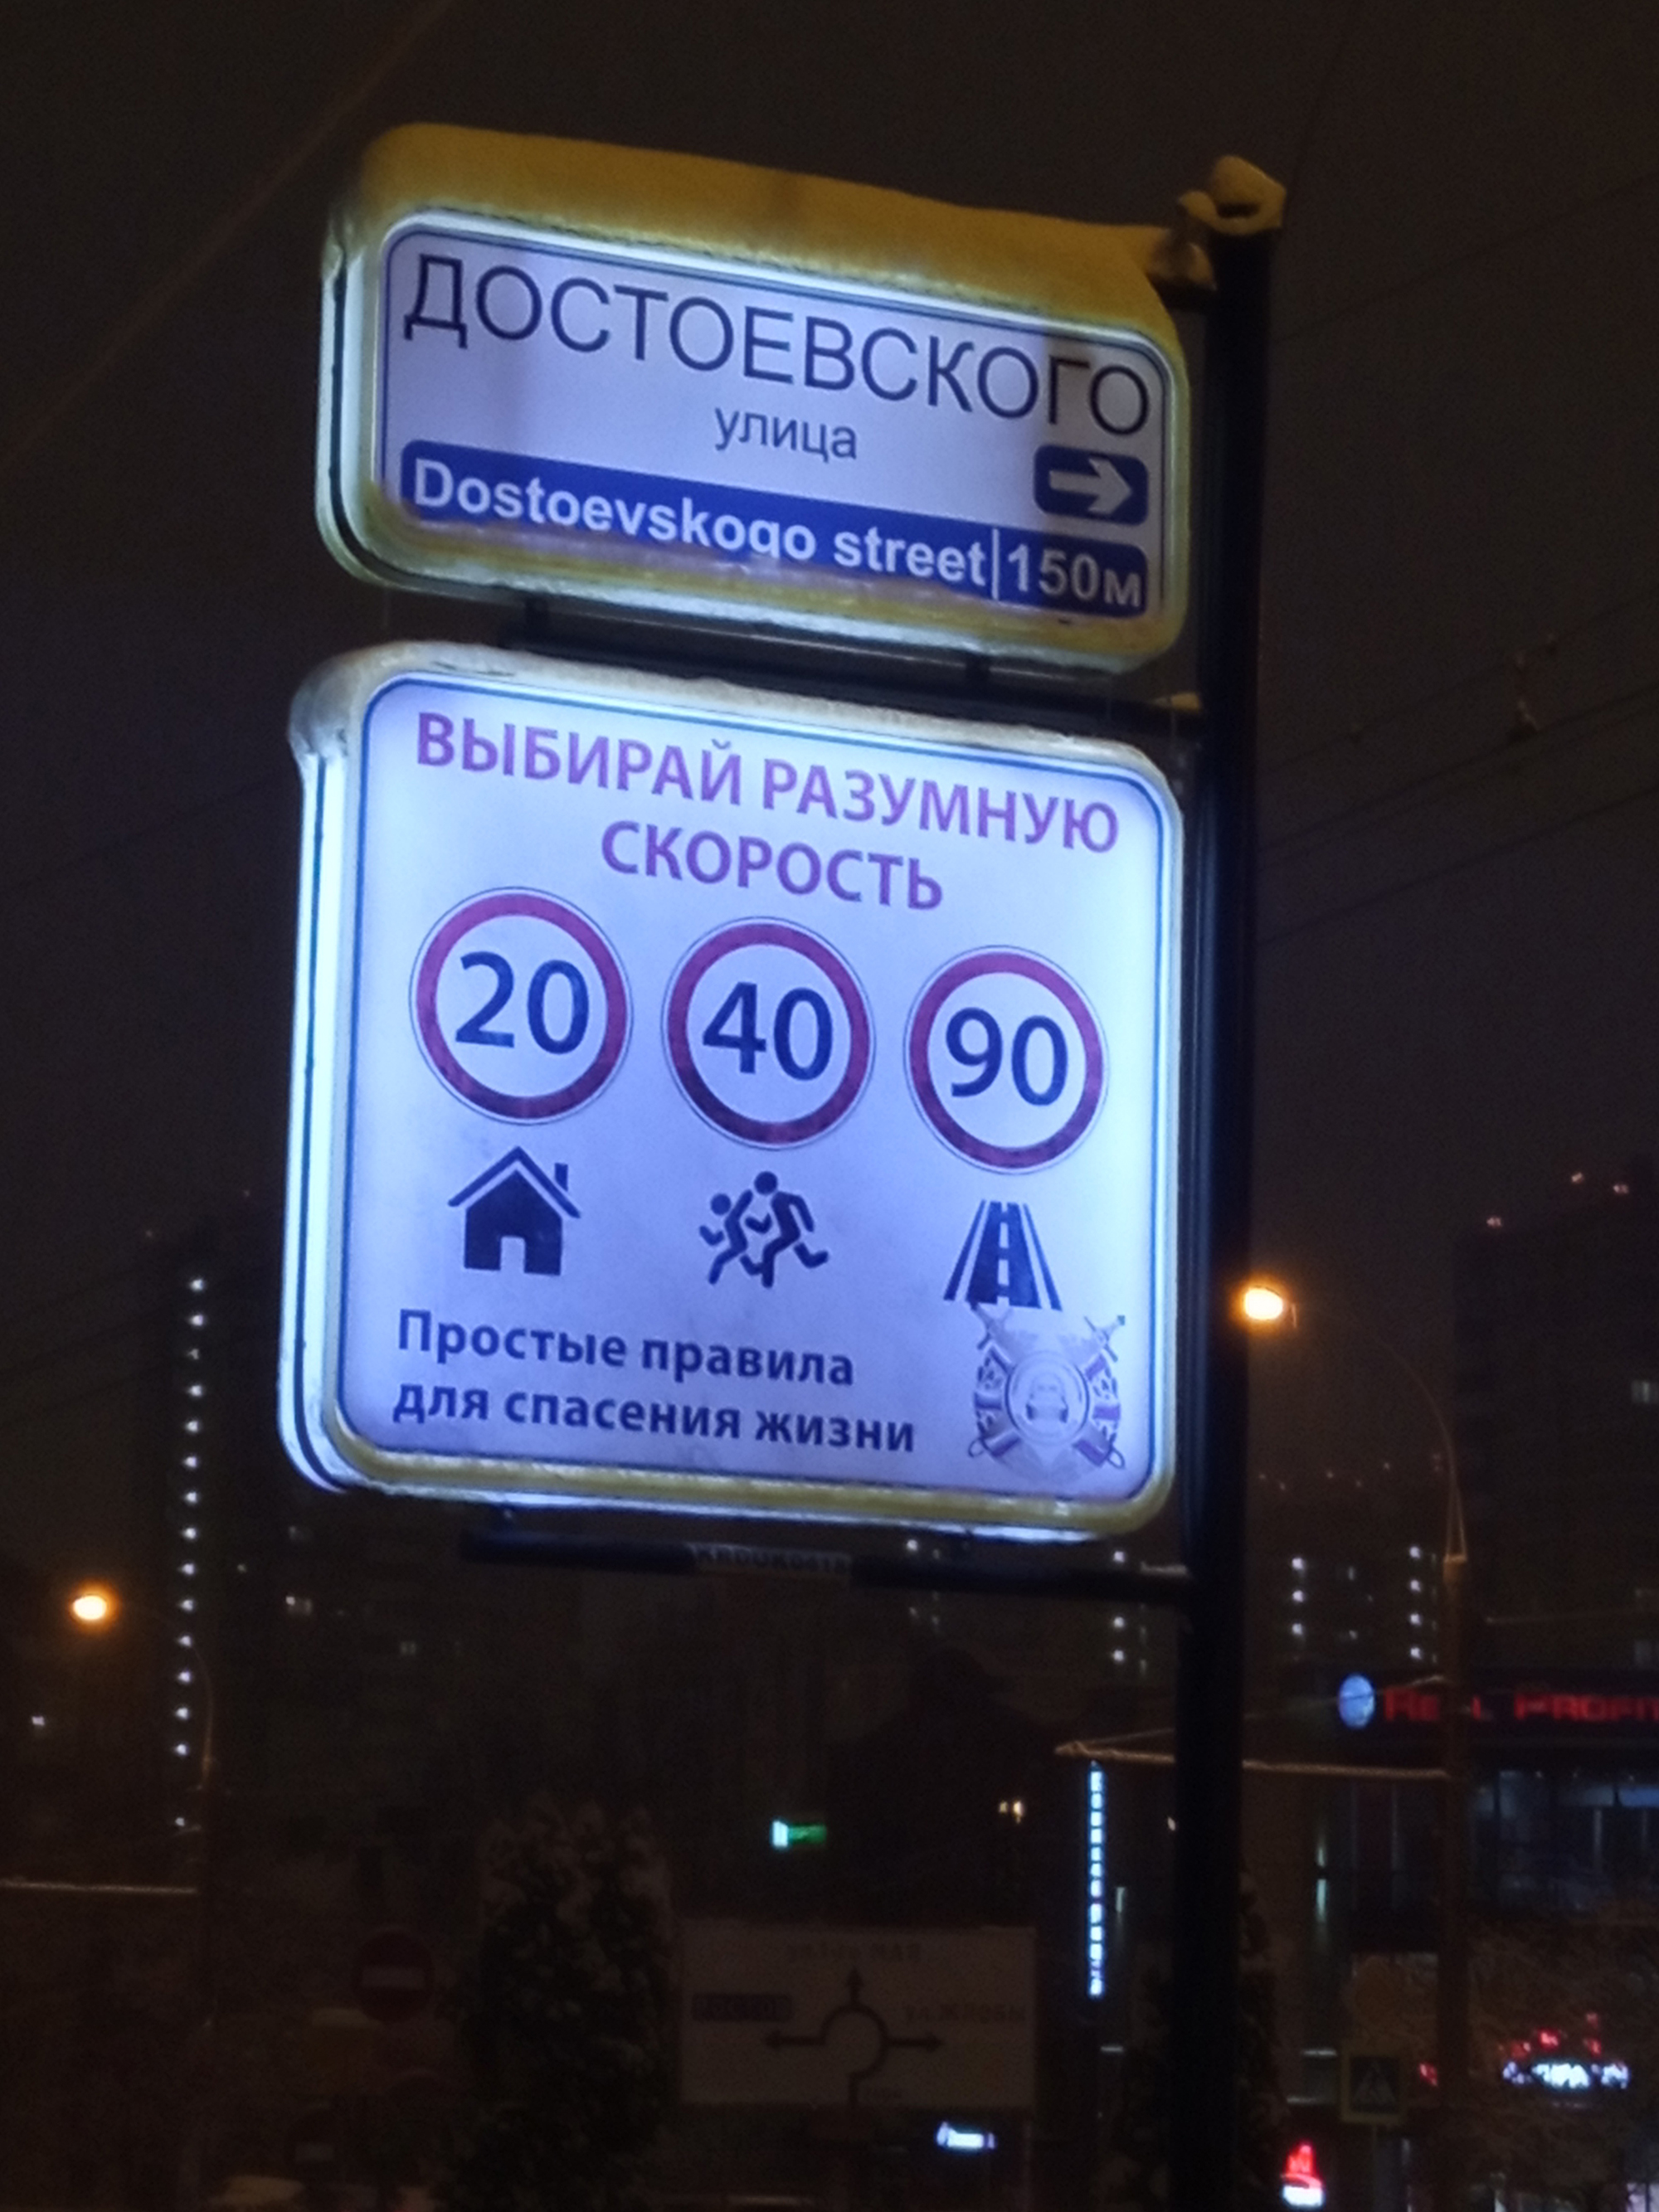 ДОСТОЕВСКОГО
улица
Dostoevskogo street 150м
ВЫБИРАЙ РАЗУМНУЮ
СКОРОСТЬ
20 40 90
Простые правила
для спасения жизни